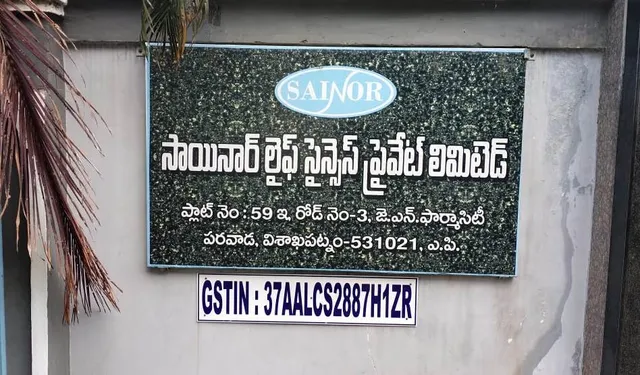 SAINOR
సాయినార్ లైఫ్ సైన్సెస్ ప్రైవేట్ లిమిటెడ్
ప్లాట్ నెం : 59 ఇ, రోడ్ నెం-3, జె.ఎన్.ఫార్మాసిటీ
పరవాడ, విశాఖపట్నం-531021, ఎ.పి.
GSTIN : 37AALCS2887H1ZR